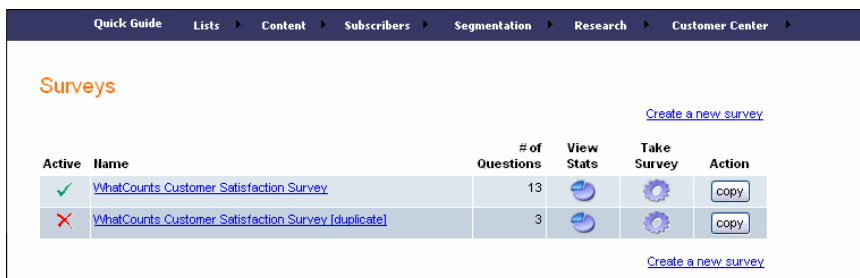 Quick Guide Lists Content Subscribers Segmentation Research Customer Center
Surveys
Create a new survey
Active Name # of Questions View Stats Take Survey Action
WhatCounts Customer Satisfaction Survey 13 copy
WhatCounts Customer Satisfaction Survey [duplicate] 3 copy
Create a new survey